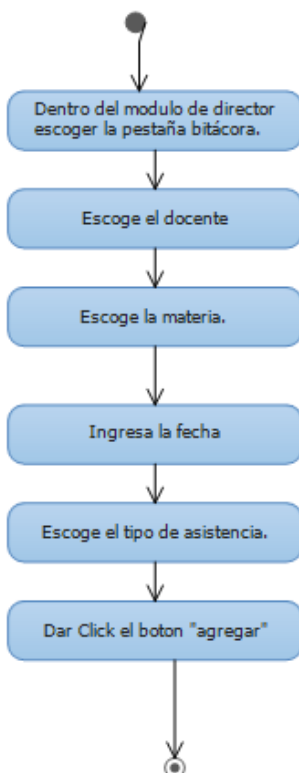 Dentro del modulo de director
escoger la pestaña bitácora.
Escoge el docente
Escoge la materia.
Ingresa la fecha
Escoge el tipo de asistencia.
Dar Click el boton "agregar"